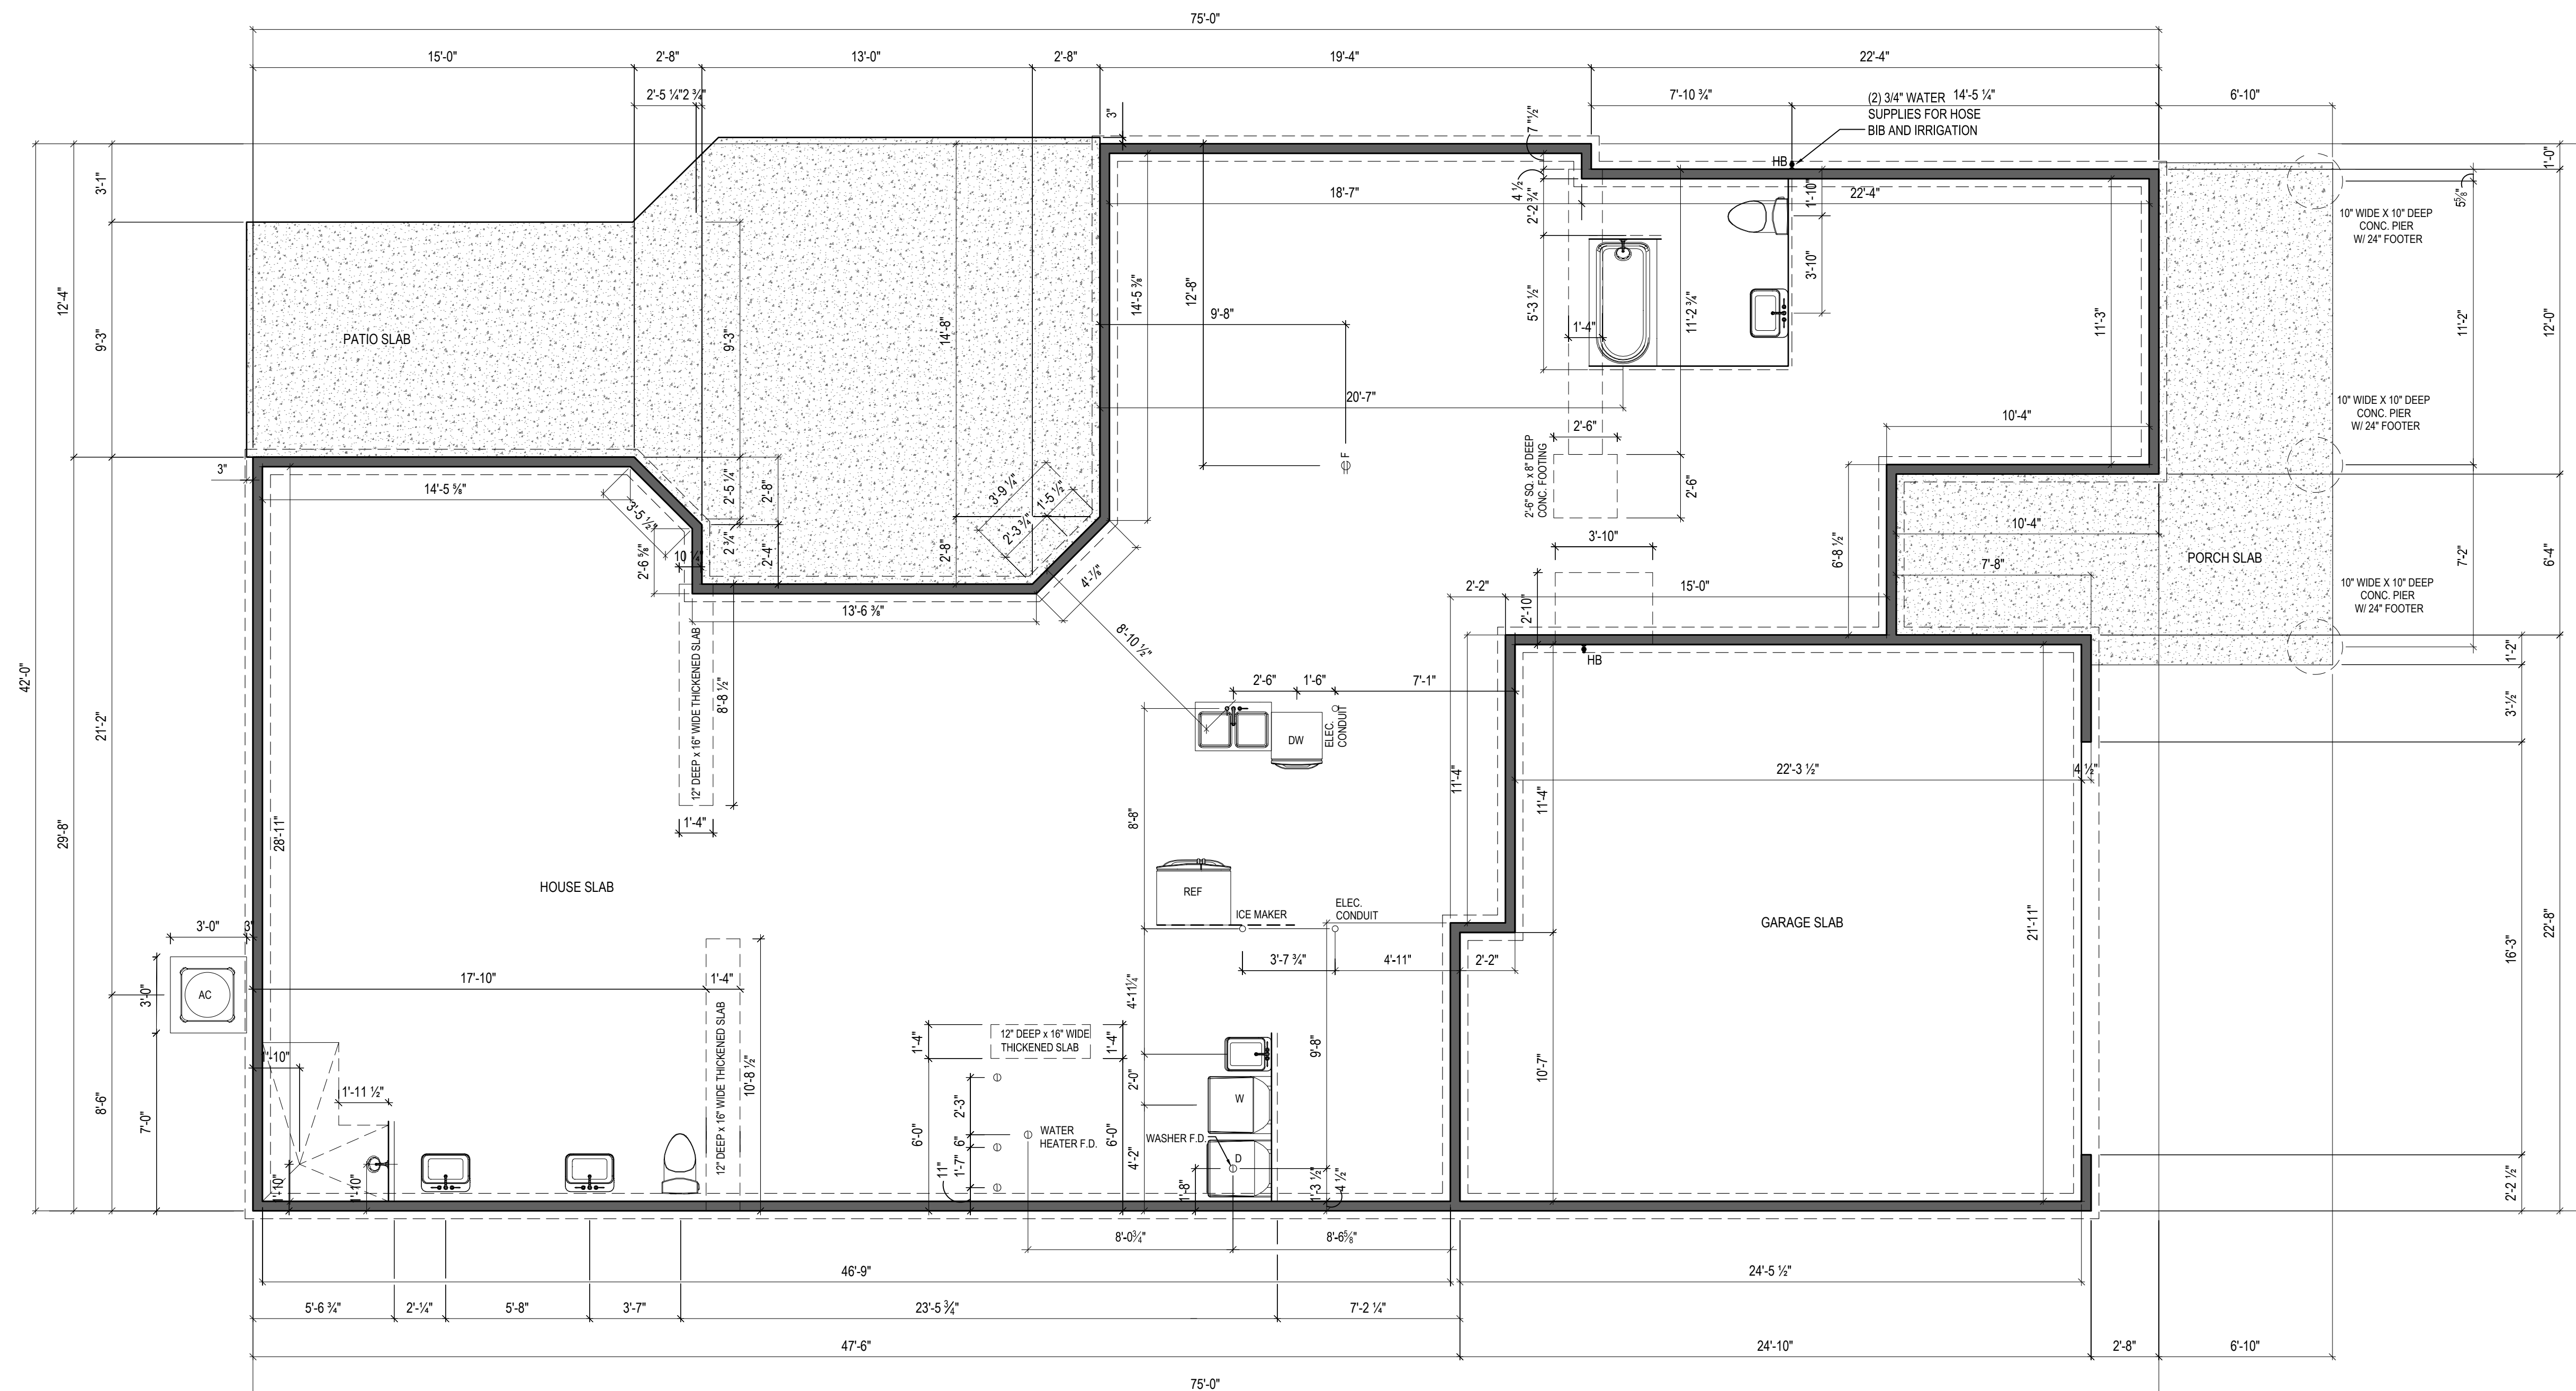 75'-0"
15'-0" 2'-8" 13'-0" 2'-8" 19'-4" 22'-4"
2'-5 ¼" 2 ¾" 3" 7'-10 ¾" 14'-5 ¼" 6'-10"
(2) 3/4" WATER
SUPPLIES FOR HOSE
BIB AND IRRIGATION
HB
7 "½" 1'-0"
3'-1" 4 ½ 2'-2 ¾" 1'-10" 5⅝"
18'-7" 22'-4"
10" WIDE X 10" DEEP
CONC. PIER
W/ 24" FOOTER
12'-4" 9'-3" 9'-3" 14'-8" 14'-5 ⅜" 12'-8" 9'-8" 5'-3 ½" 1'-4" 11'-2 ¾" 3'-10" 11'-3" 11'-2" 12'-0"
PATIO SLAB
20'-7"
10" WIDE X 10" DEEP
CONC. PIER
W/ 24" FOOTER
2'-6" 10'-4"
F
2'-6" SQ. x 8" DEEP
CONC. FOOTING
3" 14'-5 ⅝" 2'-5 ¼" 2'-8" 3'-9 ¼" 1'-5 ½" 2'-6"
3'-5 ½" 2 ¾" 2'-3 ¾" 10'-4"
2'-6 ⅝" 10 ¼" 2'-4" 2'-8" 4'-⅞" 3'-10" 6'-8 ½" 7'-8" 7'-2" 6'-4"
PORCH SLAB
10" WIDE X 10" DEEP
CONC. PIER
W/ 24" FOOTER
13'-6 ⅜" 2'-2" 15'-0" 2'-10"
8'-10 ½"
HB
1'-2"
42'-0" 29'-8" 21'-2"
12" DEEP x 16" WIDE THICKENED SLAB
8'-8 ½" 2'-6" 1'-6" 7'-1" 3'-½"
DW
ELEC.
CONDUIT
22'-3 ½" 4 ½"
11'-4" 11'-4"
1'-4" 8'-8"
28'-11"
HOUSE SLAB
REF
ICE MAKER
ELEC.
CONDUIT
GARAGE SLAB
21'-11" 16'-3" 22'-8"
3'-0" 3"
3'-7 ¾" 4'-11" 2'-2"
17'-10" 1'-4" 4'-11¼"
AC
3'-0"
12" DEEP x 16" WIDE THICKENED SLAB
10'-8 ½"
1'-4"
12" DEEP x 16" WIDE
THICKENED SLAB
1'-4" 9'-8"
1'-10"
1'-11 ½" 2'-0" 10'-7"
W
8'-6" 7'-0" 6'-0" 2'-3" 6" 6'-0" 4'-2"
WATER
HEATER F.D.
WASHER F.D.
D
1'-10" 1'-10" 11" 1'-7" 1'-8" 1'-3 ½" 4 ½" 2'-2 ½"
8'-0¾" 8'-6⅝"
46'-9" 24'-5 ½"
5'-6 ¾" 2'-¼" 5'-8" 3'-7" 23'-5 ¾" 7'-2 ¼"
47'-6" 24'-10" 2'-8" 6'-10"
75'-0"